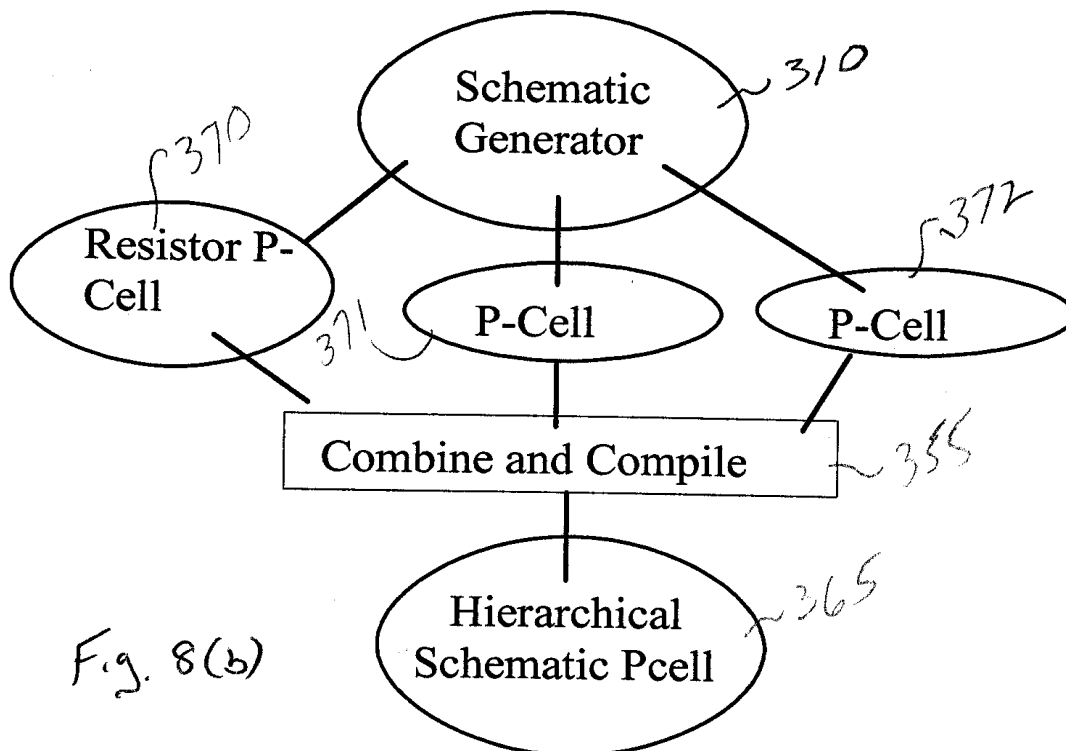 Schematic
Generator
310
370
372
Resistor P-
Cell
371
P-Cell
P-Cell
Combine and Compile
355
365
Hierarchical
Schematic Pcell
Fig. 8(b)